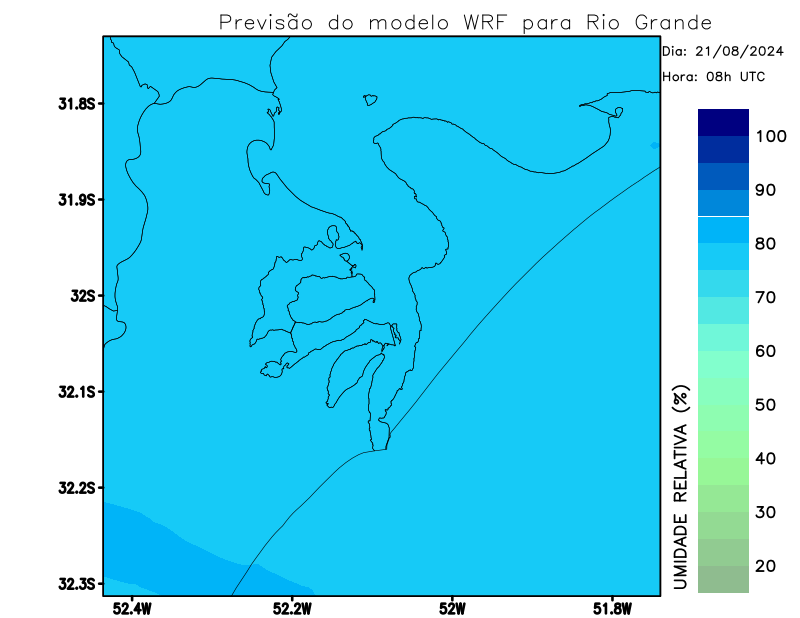 Previsão do modelo WRF para Rio Grande
Dia: 21/08/2024
Hora: 08h UTC
31.8S
31.9S
32S
32.1S
32.2S
32.3S
52.4W
52.2W
52W
51.8W
UMIDADE RELATIVA (%)
100
90
80
70
60
50
40
30
20